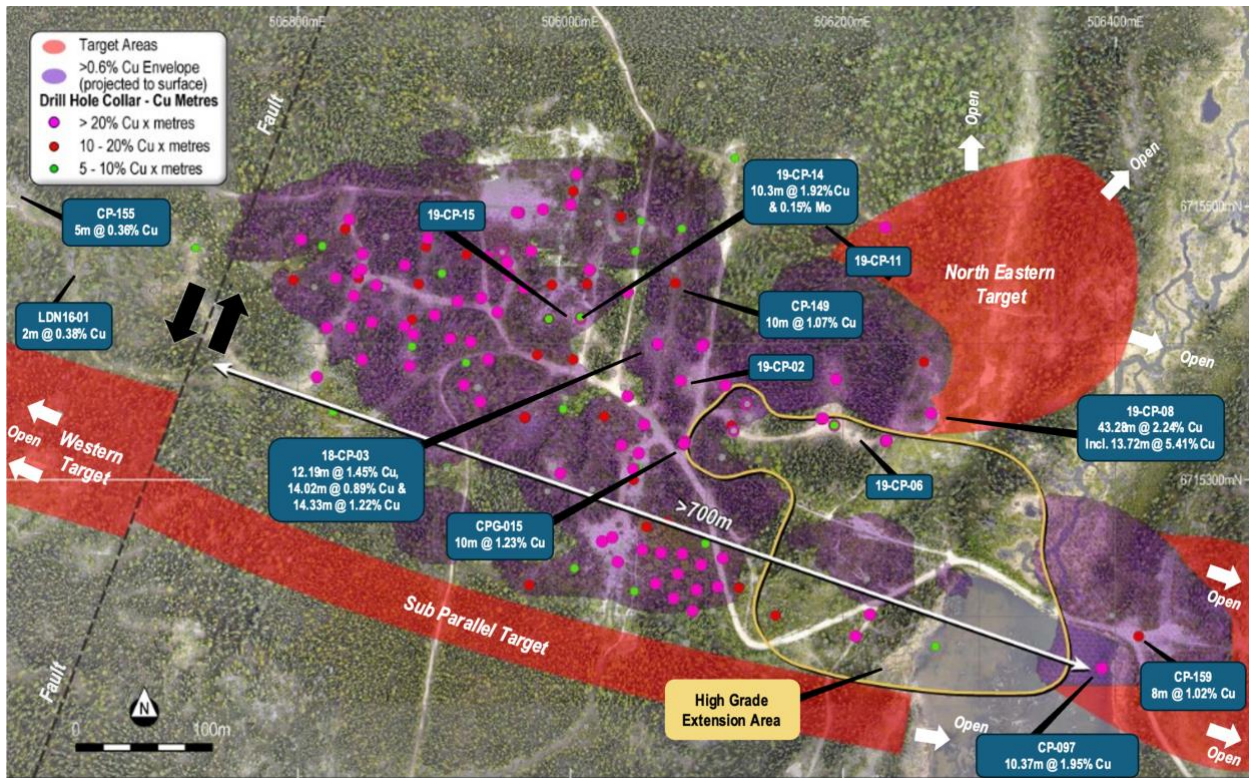 505800mE
506000mE
506200mE
506400mE
Target Areas
>0.6% Cu Envelope
(projected to surface)
Drill Hole Collar - Cu Metres
> 20% Cu x metres
10 - 20% Cu x metres
5 - 10% Cu x metres
Fault
Open
Open
19-CP-14
10.3m @ 1.92%Cu
& 0.15% Mo
CP-155
5m @ 0.36% Cu
19-CP-15
6715500mN
19-CP-11
North Eastern
Target
LDN16-01
2m @ 0.38% Cu
CP-149
10m @ 1.07% Cu
Open
19-CP-02
19-CP-08
43.28m @ 2.24% Cu
Incl. 13.72m @ 5.41% Cu
Open
Western
Target
18-CP-03
12.19m @ 1.45% Cu,
14.02m @ 0.89% Cu &
14.33m @ 1.22% Cu
19-CP-06
6715300mN
CPG-015
10m @ 1.23% Cu
>700m
Open
Sub Parallel Target
Fault
N
0
100m
High Grade
Extension Area
CP-159
8m @ 1.02% Cu
Open
Open
CP-097
10.37m @ 1.95% Cu